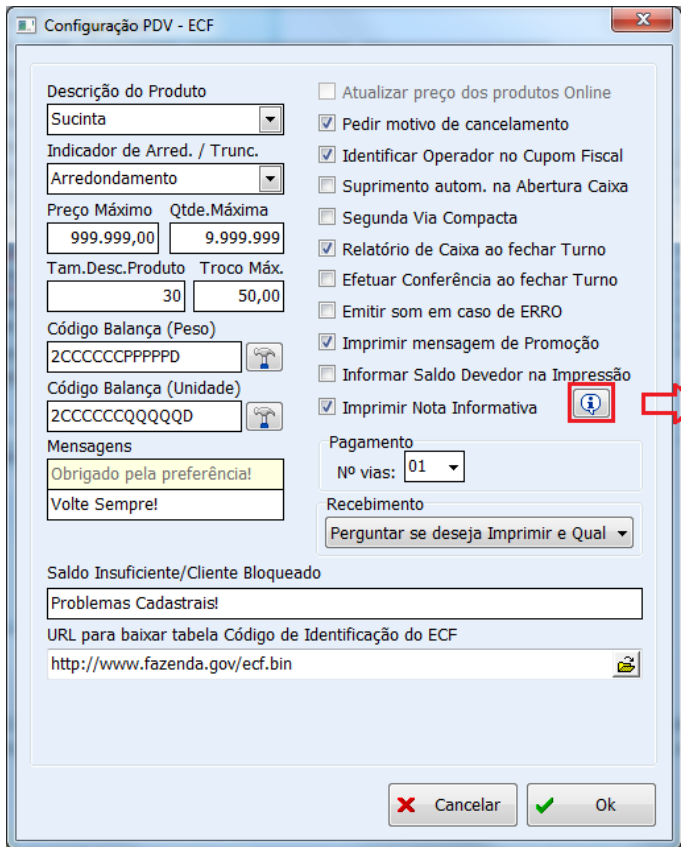 Configuração PDV - ECF
Descrição do Produto
Sucinta
Indicador de Arred. / Trunc.
Arredondamento
Preço Máximo Qtde.Máxima
999.999,00 9.999.999
Tam.Desc.Produto Troco Máx.
30 50,00
Código Balança (Peso)
2CCCCCCPPPPPD
Código Balança (Unidade)
2CCCCCCQQQQQD
Mensagens
Obrigado pela preferência!
Volte Sempre!
Atualizar preço dos produtos Online
Pedir motivo de cancelamento
Identificar Operador no Cupom Fiscal
Suprimento autom. na Abertura Caixa
Segunda Via Compacta
Relatório de Caixa ao fechar Turno
Efetuar Conferência ao fechar Turno
Emitir som em caso de ERRO
Imprimir mensagem de Promoção
Informar Saldo Devedor na Impressão
Imprimir Nota Informativa
Pagamento
Nº vias: 01
Recebimento
Perguntar se deseja Imprimir e Qual
Saldo Insuficiente/Cliente Bloqueado
Problemas Cadastrais!
URL para baixar tabela Código de Identificação do ECF
http://www.fazenda.gov/ecf.bin
Cancelar Ok